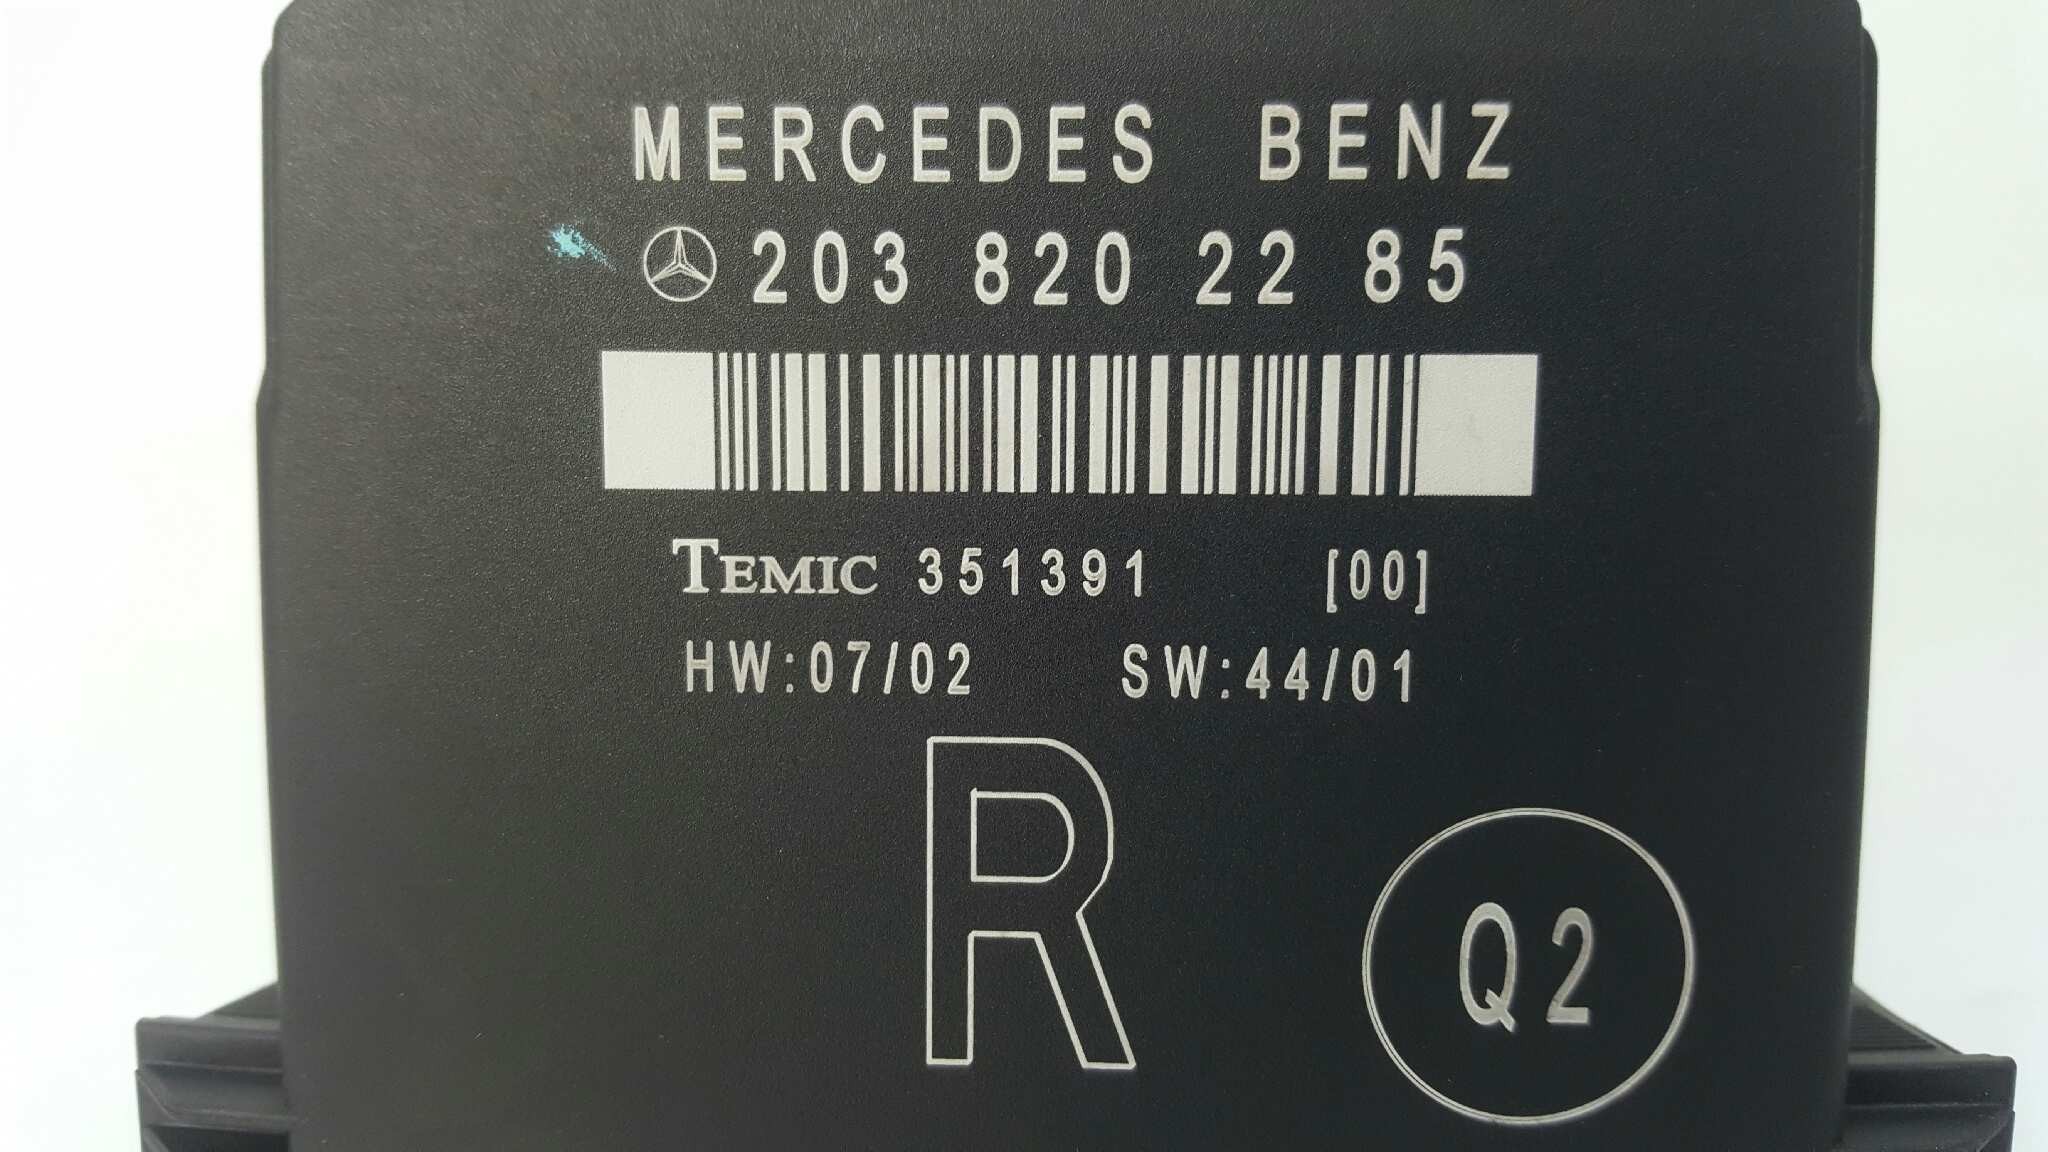 MERCEDES BENZ
203 820 22 85
TEMIC 351391 [00]
HW:07/02 SW:44/01
R
Q2